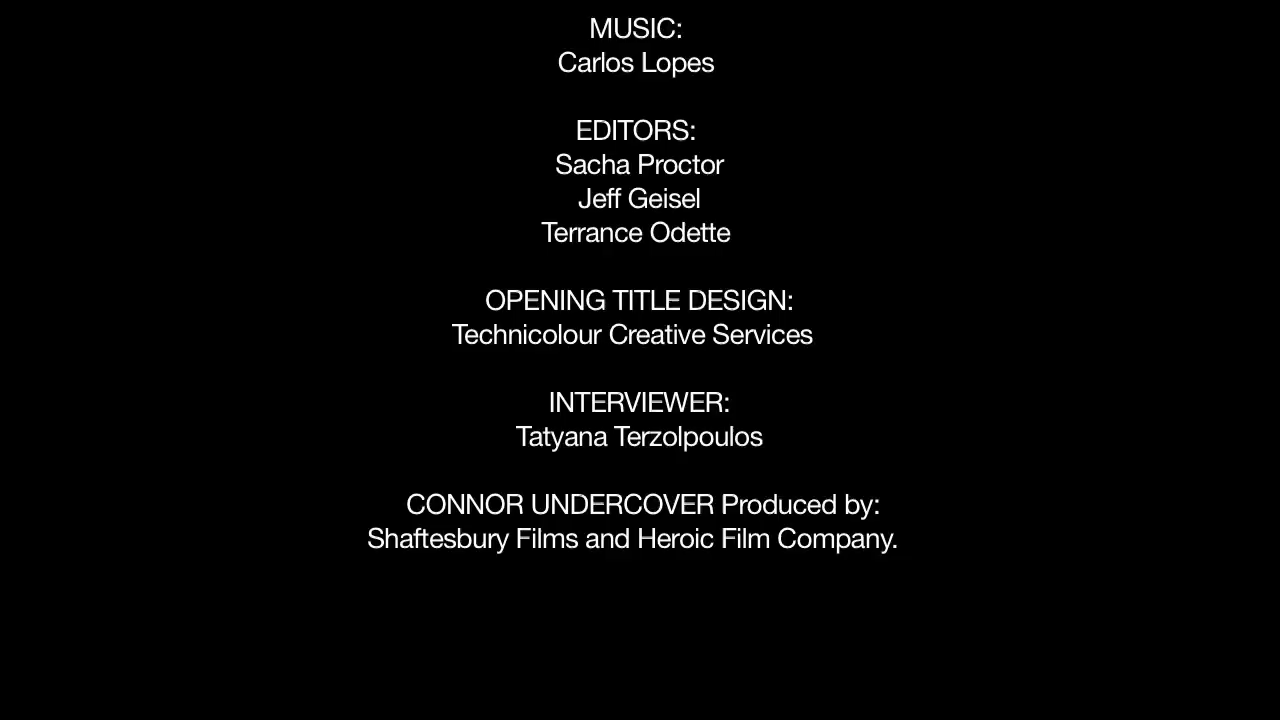 MUSIC:
Carlos Lopes
EDITORS:
Sacha Proctor
Jeff Geisel
Terrance Odette
OPENING TITLE DESIGN:
Technicolour Creative Services
INTERVIEWER:
Tatyana Terzolpoulos
CONNOR UNDERCOVER Produced by:
Shaftesbury Films and Heroic Film Company.